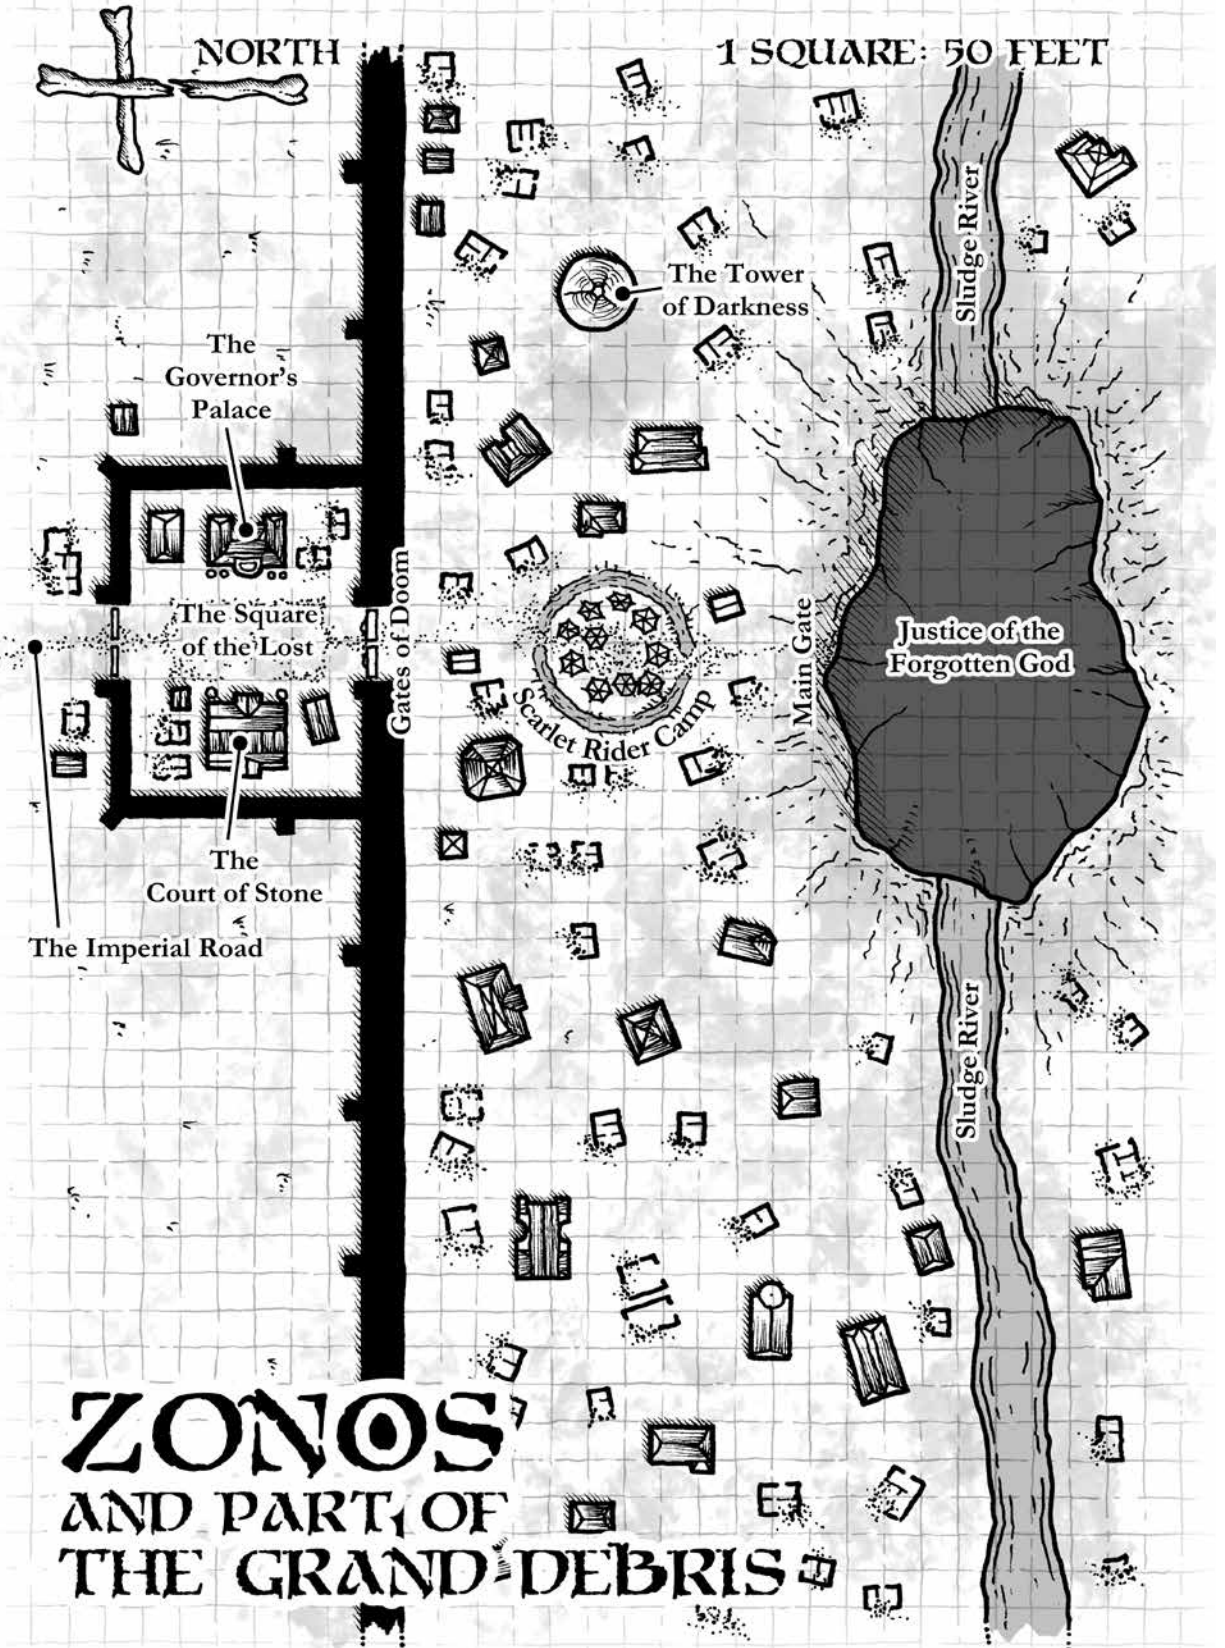 NORTH
1 SQUARE: 50 FEET
Sludge River
The Tower
of Darkness
The
Governor's
Palace
Gates of Doom
The Square
of the Lost
Main Gate
Justice of the
Forgotten God
Scarlet Rider Camp
The
Court of Stone
The Imperial Road
Sludge River
ZONOS
AND PART OF
THE GRAND DEBRIS